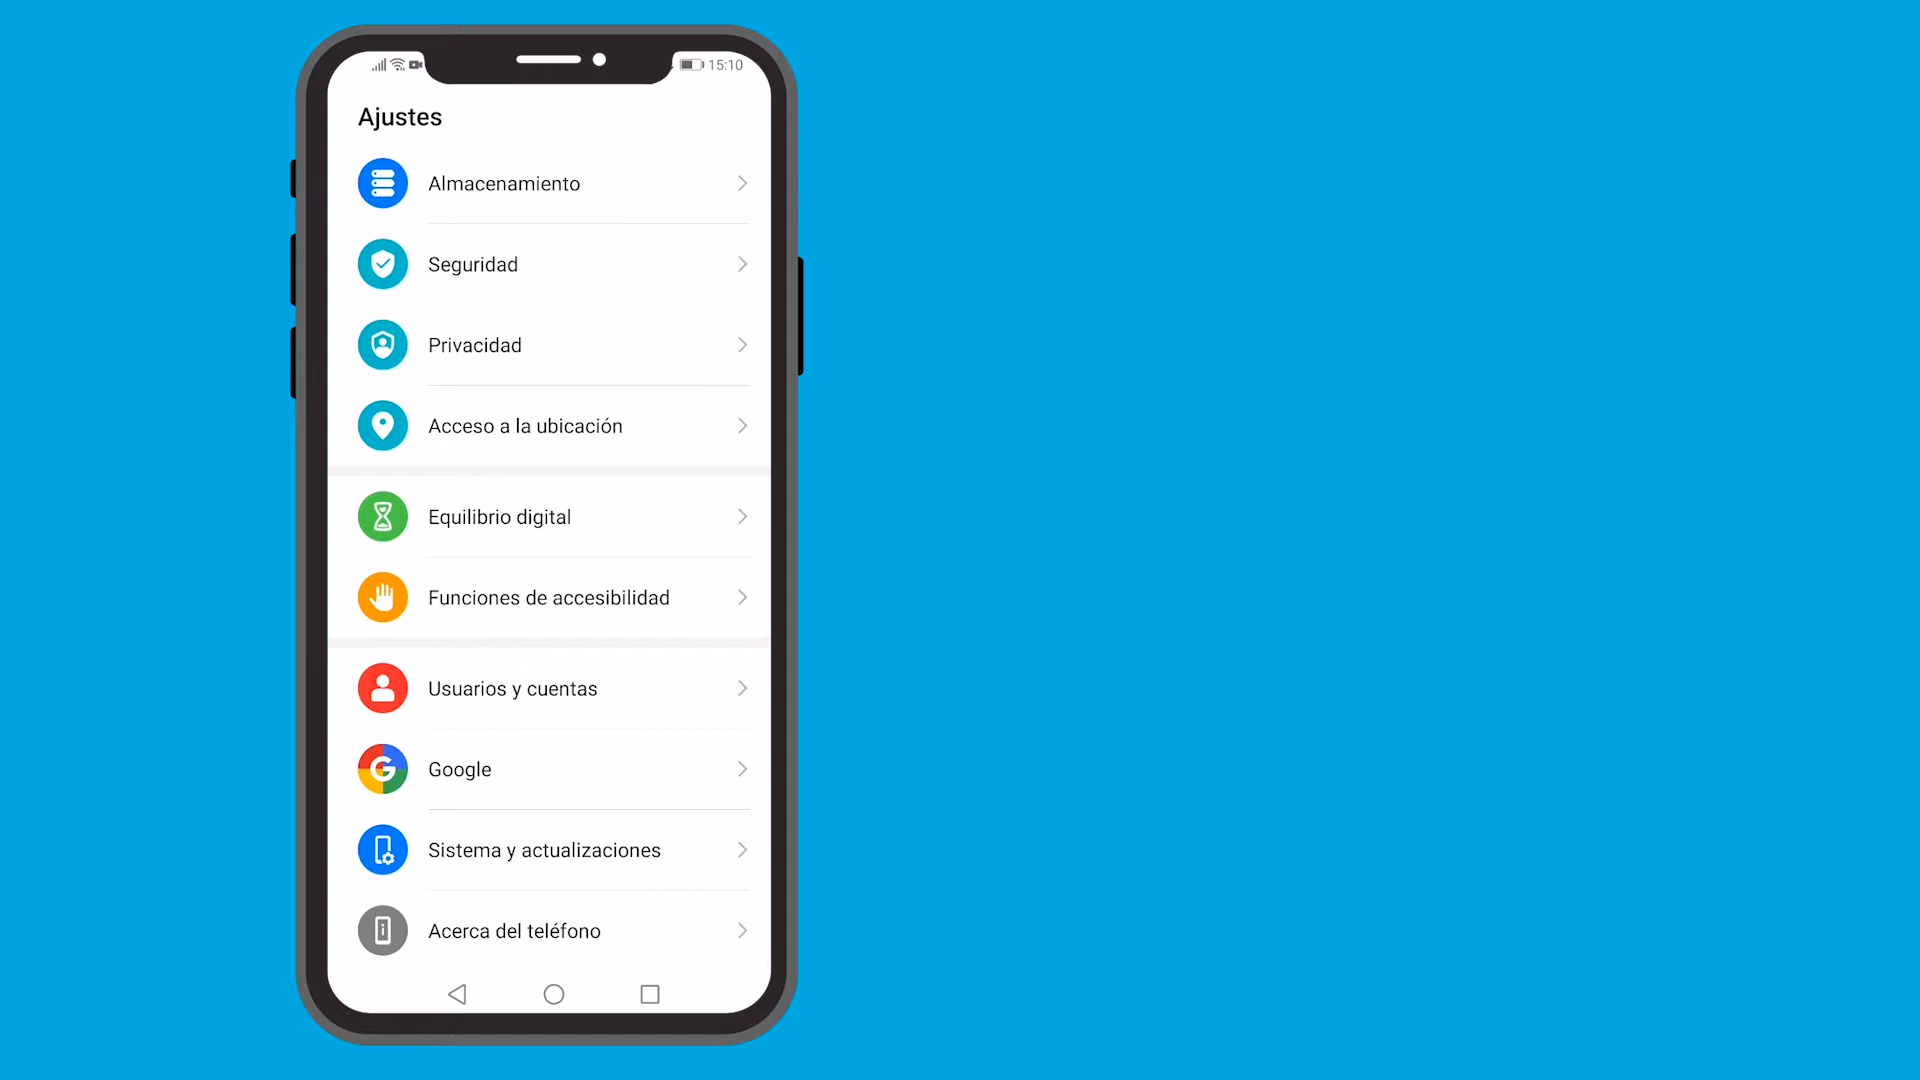 15:10
Ajustes
Almacenamiento
Seguridad
Privacidad
Acceso a la ubicación
Equilibrio digital
Funciones de accesibilidad
Usuarios y cuentas
Google
Sistema y actualizaciones
Acerca del teléfono